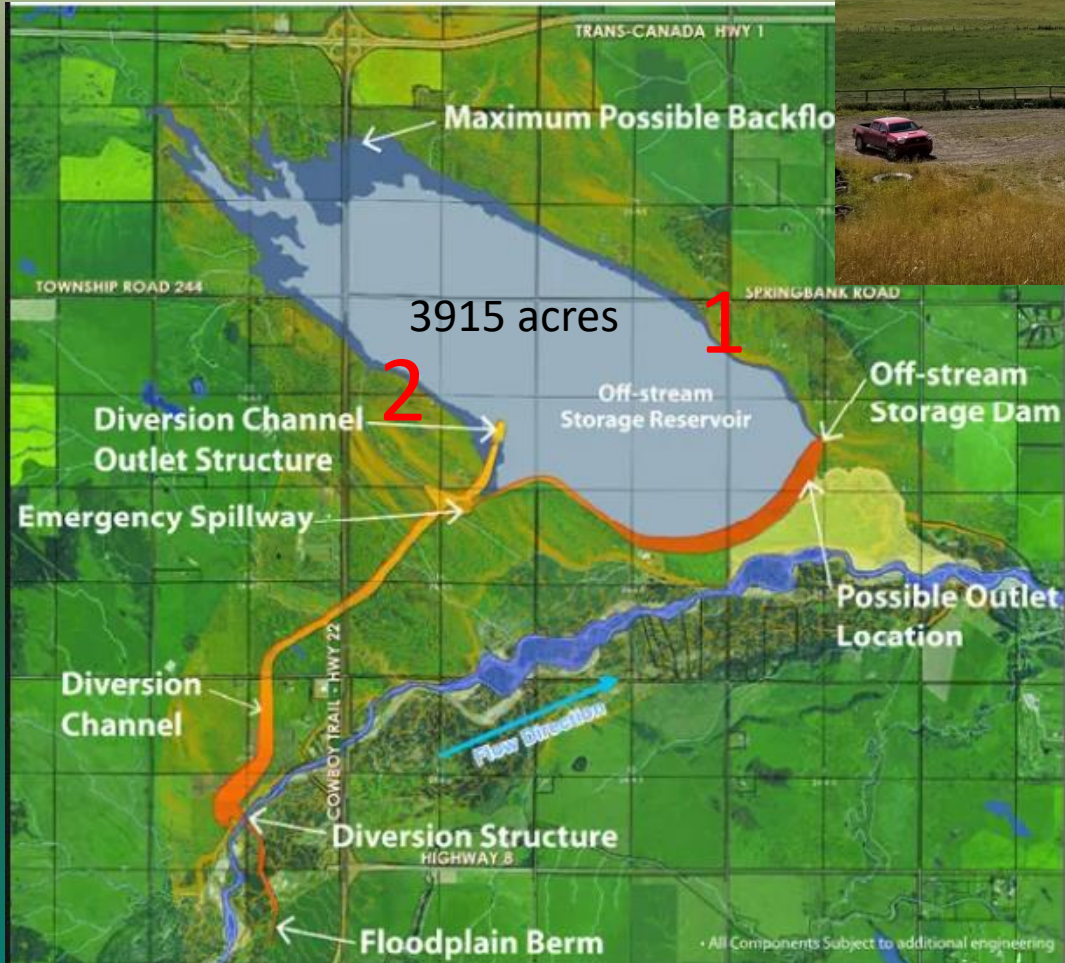 TRANS-CANADA HWY 1
Maximum Possible Backflo
TOWNSHIP ROAD 244
SPRINGBANK ROAD
3915 acres
1
2
Off-stream
Storage Reservoir
Off-stream
Storage Dam
Diversion Channel
Outlet Structure
Emergency Spillway
Possible Outlet
Location
COWBOY TRAIL - HWY 22
Diversion
Channel
Flow Direction
Diversion Structure
HIGHWAY 8
Floodplain Berm
• All Components Subject to additional engineering